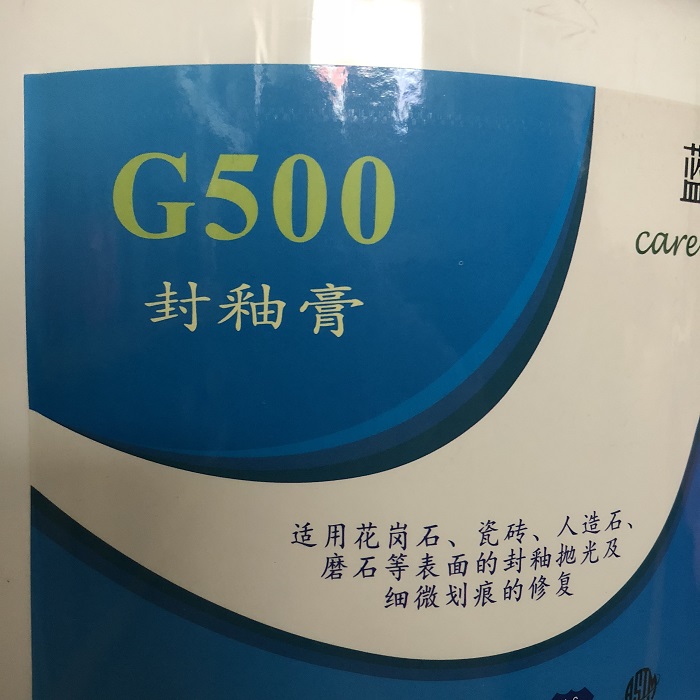 G500
封釉膏
care
适用花岗石、瓷砖、人造石、
磨石等表面的封釉抛光及
细微划痕的修复
ASTM